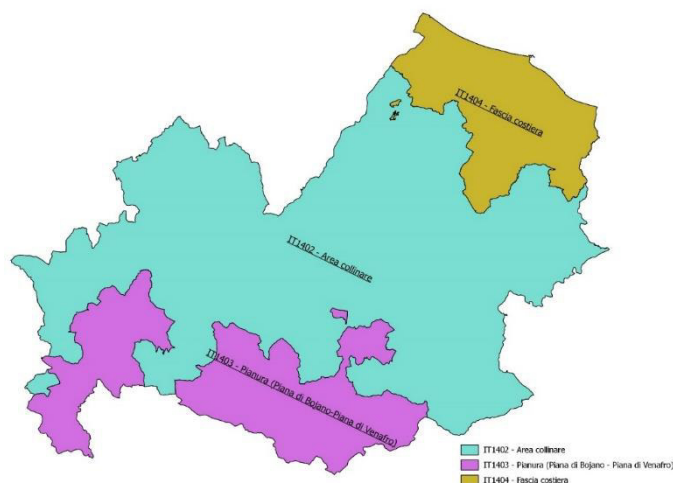 IT1404 - Fascia costiera
IT1402 - Area collinare
IT1403 - Pianura (Piana di Bojano-Piana di Venafro)
IT1402 - Area collinare
IT1403 - Pianura (Piana di Bojano - Piana di Venafro)
IT1404 - Fascia costiera